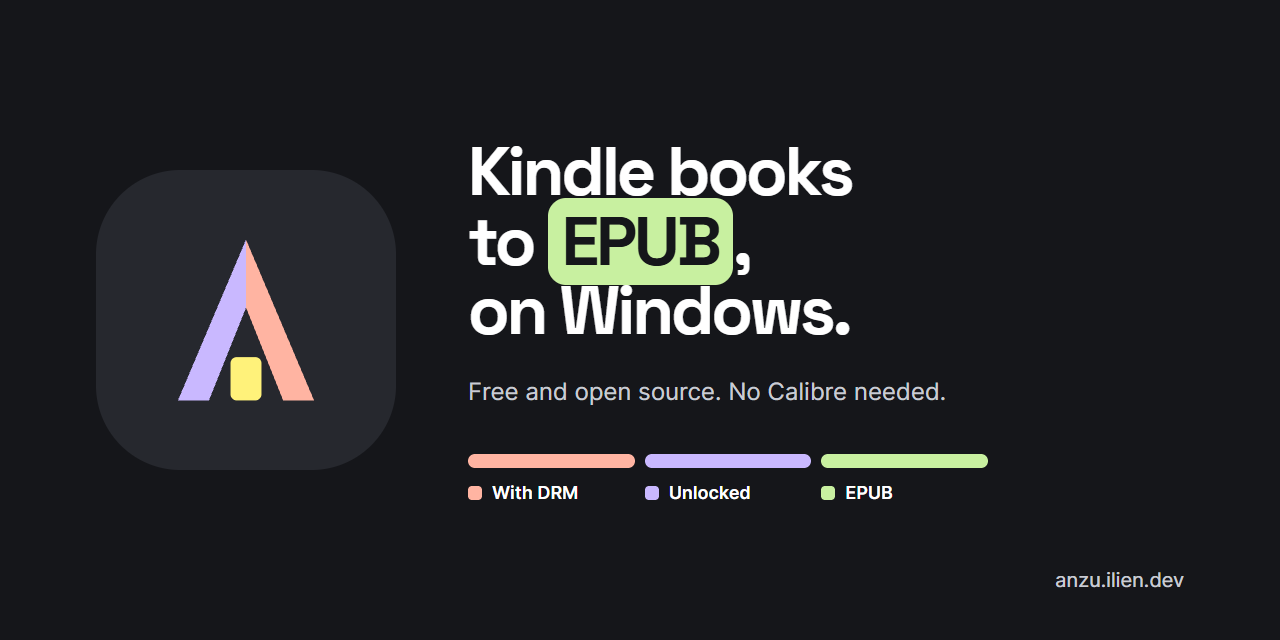 Kindle books
to EPUB,
on Windows.
Free and open source. No Calibre needed.
With DRM
Unlocked
EPUB
anzu.ilien.dev